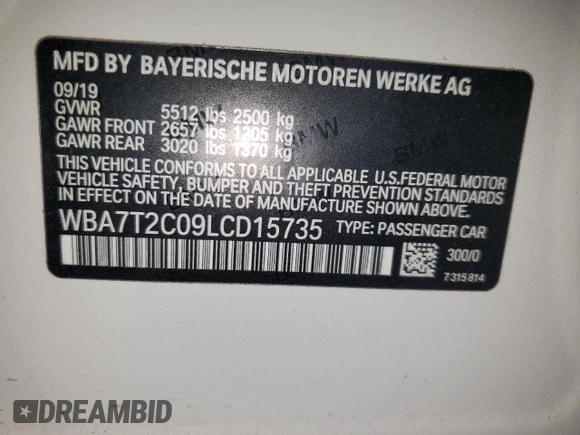 MFD BY BAYERISCHE MOTOREN WERKE AG
09/19
GVWR 5512 lbs 2500 kg
GAWR FRONT 2657 lbs 1205 kg
GAWR REAR 3020 lbs 1370 kg
THIS VEHICLE CONFORMS TO ALL APPLICABLE U.S.FEDERAL MOTOR
VEHICLE SAFETY, BUMPER AND THEFT PREVENTION STANDARDS
IN EFFECT ON THE DATE OF MANUFACTURE SHOWN ABOVE.
WBA7T2C09LCD15735 TYPE: PASSENGER CAR
300/0
7315814
BMW
DREAMBID